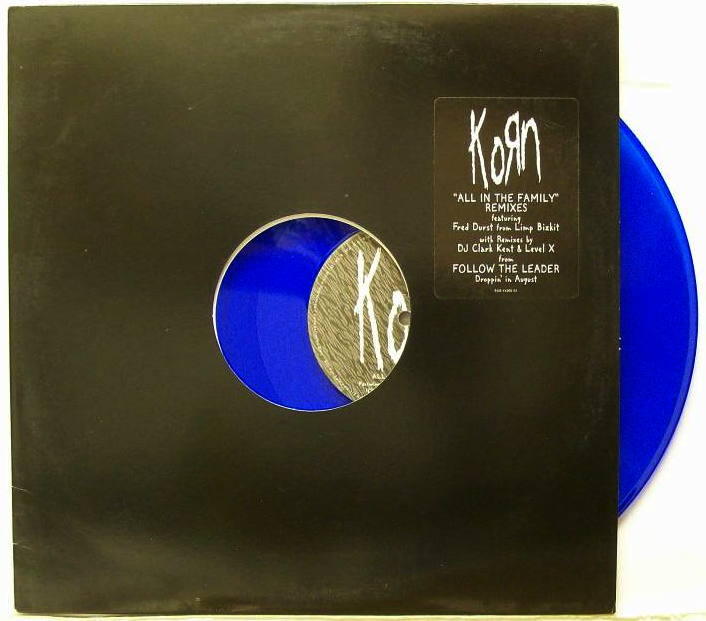 KoЯn
"ALL IN THE FAMILY"
REMIXES
featuring
Fred Durst from Limp Bizkit
with Remixes by
DJ Clark Kent & Level X
from
FOLLOW THE LEADER
Droppin' in August
Ko
ALL